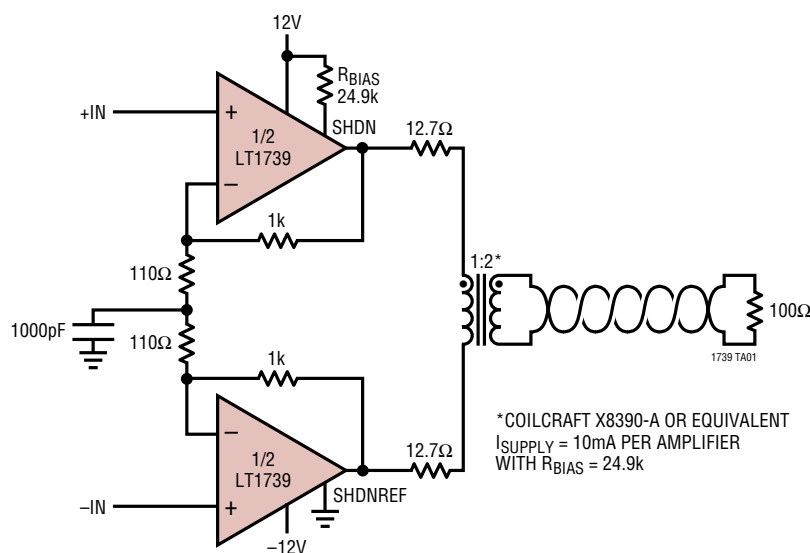 12V
RBIAS
24.9k
+IN
+
SHDN
1/2
LT1739
–
12.7Ω
1k
110Ω
1:2*
1000pF
110Ω
100Ω
1739 TA01
1k
–
12.7Ω
1/2
LT1739
SHDNREF
–IN
+
–12V
*COILCRAFT X8390-A OR EQUIVALENT
ISUPPLY = 10mA PER AMPLIFIER
WITH RBIAS = 24.9k